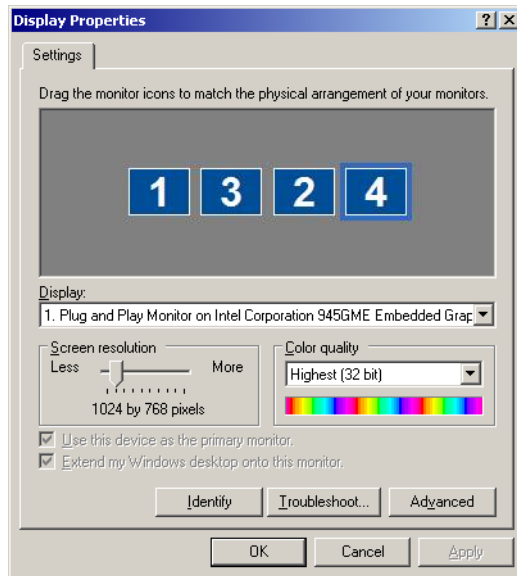 Display Properties
Settings
Drag the monitor icons to match the physical arrangement of your monitors.
1 3 2 4
Display:
1. Plug and Play Monitor on Intel Corporation 945GME Embedded Grap
Screen resolution
Less More
1024 by 768 pixels
Color quality
Highest (32 bit)
Use this device as the primary monitor.
Extend my Windows desktop onto this monitor.
Identify Troubleshoot... Advanced
OK Cancel Apply